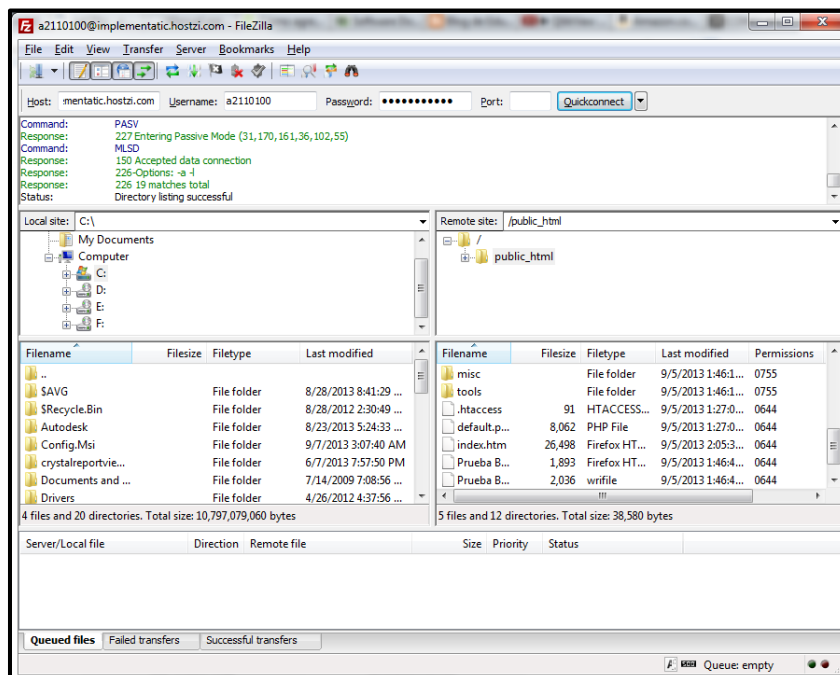 a2110100@implementatic.hostzi.com - FileZilla
File Edit View Transfer Server Bookmarks Help
Host: :mentatic.hostzi.com Username: a2110100 Password: ●●●●●●●●●●● Port: Quickconnect
Command: PASV
Response: 227 Entering Passive Mode (31,170,161,36,102,55)
Command: MLSD
Response: 150 Accepted data connection
Response: 226-Options: -a -l
Response: 226 19 matches total
Status: Directory listing successful
Local site: C:\
My Documents
Computer
C:
D:
E:
F:
Remote site: /public_html
/
public_html
Filename Filesize Filetype Last modified
..
$AVG File folder 8/28/2013 8:41:29 ...
$Recycle.Bin File folder 8/28/2012 2:30:49 ...
Autodesk File folder 8/23/2013 5:24:33 ...
Config.Msi File folder 9/7/2013 3:07:40 AM
crystalreportvie... File folder 6/7/2013 7:57:50 PM
Documents and ... File folder 7/14/2009 7:08:56 ...
Drivers File folder 4/26/2012 4:37:56 ...
4 files and 20 directories. Total size: 10,797,079,060 bytes
Filename Filesize Filetype Last modified Permissions
misc File folder 9/5/2013 1:46:1... 0755
tools File folder 9/5/2013 1:46:1... 0755
.htaccess 91 HTACCESS... 9/5/2013 1:27:0... 0644
default.p... 8,062 PHP File 9/5/2013 1:27:0... 0644
index.htm 26,498 Firefox HT... 9/5/2013 2:05:3... 0644
Prueba B... 1,893 Firefox HT... 9/5/2013 1:46:4... 0644
Prueba B... 2,036 wrifile 9/5/2013 1:46:4... 0644
5 files and 12 directories. Total size: 38,580 bytes
Server/Local file Direction Remote file Size Priority Status
Queued files Failed transfers Successful transfers
Queue: empty